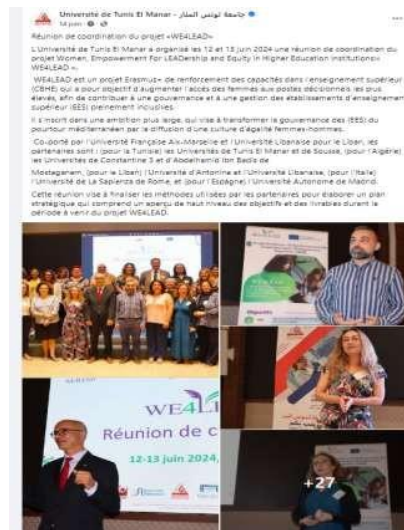 Université de Tunis El Manar - جامعة تونس المنار
14 juin
Réunion de coordination du projet «WE4LEAD»
L'Université de Tunis El Manar a organisé les 12 et 13 juin 2024 une réunion de coordination du
projet Women, Empowerment For LEADership and Equity in Higher Education Institutions«
WE4LEAD ».
WE4LEAD est un projet Erasmus+ de renforcement des capacités dans l'enseignement supérieur
(CBHE) qui a pour objectif d'augmenter l'accès des femmes aux postes décisionnels les plus
élevés, afin de contribuer à une gouvernance et à une gestion des établissements d'enseignement
supérieur (EES) pleinement inclusives.
Il s'inscrit dans une ambition plus large, qui vise à transformer la gouvernance des (EES) du
pourtour méditerranéen par la diffusion d'une culture d'égalité femmes-hommes.
Co-porté par l'Université Française Aix-Marseille et l'Université Libanaise pour le Liban, les
partenaires sont : (pour la Tunisie) les Universités de Tunis El Manar et de Sousse, (pour l'Algérie)
les Universités de Constantine 3 et d'Abdelhamid Ibn Badis de
Mostaganem, (pour le Liban) l'Université d'Antonine et l'Université Libanaise, (pour l'Italie)
l'Université de La Sapienza de Rome, et (pour l'Espagne) l'Université Autonome de Madrid.
Cette réunion vise à finaliser les méthodes utilisées par les partenaires pour élaborer un plan
stratégique qui comprend un aperçu de haut niveau des objectifs et des livrables durant la
période à venir du projet WE4LEAD.
Objectifs
WE4LE
Réunion de c
12-13 juin 2024,
+27